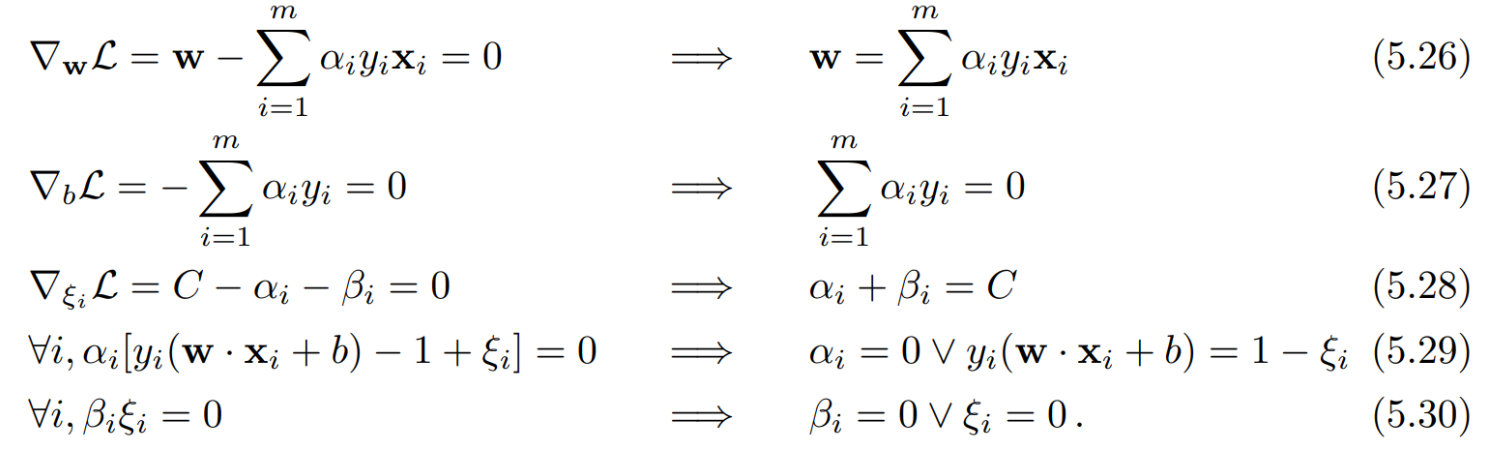 ∇_𝐰ℒ = 𝐰 − ∑_{i=1}^{m} α_i y_i 𝐱_i = 0 ⟹ 𝐰 = ∑_{i=1}^{m} α_i y_i 𝐱_i (5.26)
∇_bℒ = − ∑_{i=1}^{m} α_i y_i = 0 ⟹ ∑_{i=1}^{m} α_i y_i = 0 (5.27)
∇_{ξ_i}ℒ = C − α_i − β_i = 0 ⟹ α_i + β_i = C (5.28)
∀i, α_i[y_i(𝐰 · 𝐱_i + b) − 1 + ξ_i] = 0 ⟹ α_i = 0 ∨ y_i(𝐰 · 𝐱_i + b) = 1 − ξ_i (5.29)
∀i, β_i ξ_i = 0 ⟹ β_i = 0 ∨ ξ_i = 0 . (5.30)